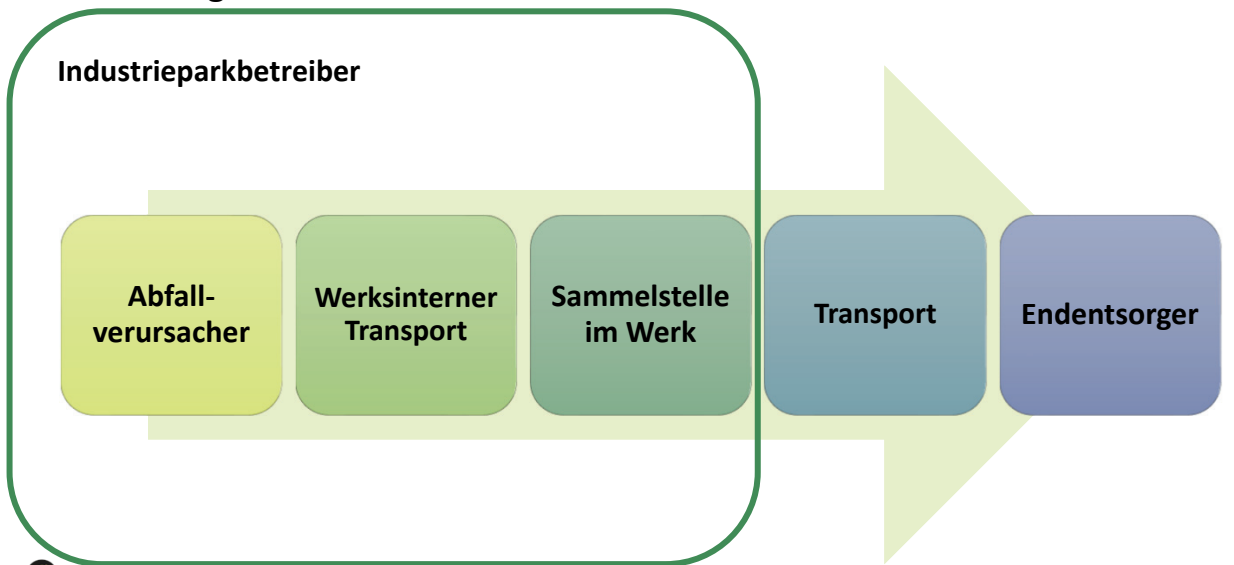 Industrieparkbetreiber
Abfall-
verursacher
Werksinterner
Transport
Sammelstelle
im Werk
Transport
Endentsorger